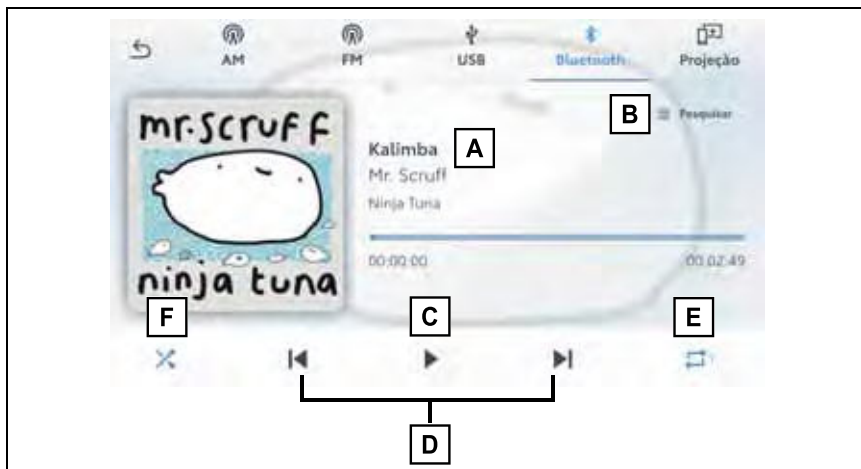 AM
FM
USB
Bluetooth
Projeção
B
Pesquisar
mr.scruff
Kalimba
A
Mr. Scruff
Ninja Tuna
00:00:00
00:02:49
ninja tuna
F
C
E
D